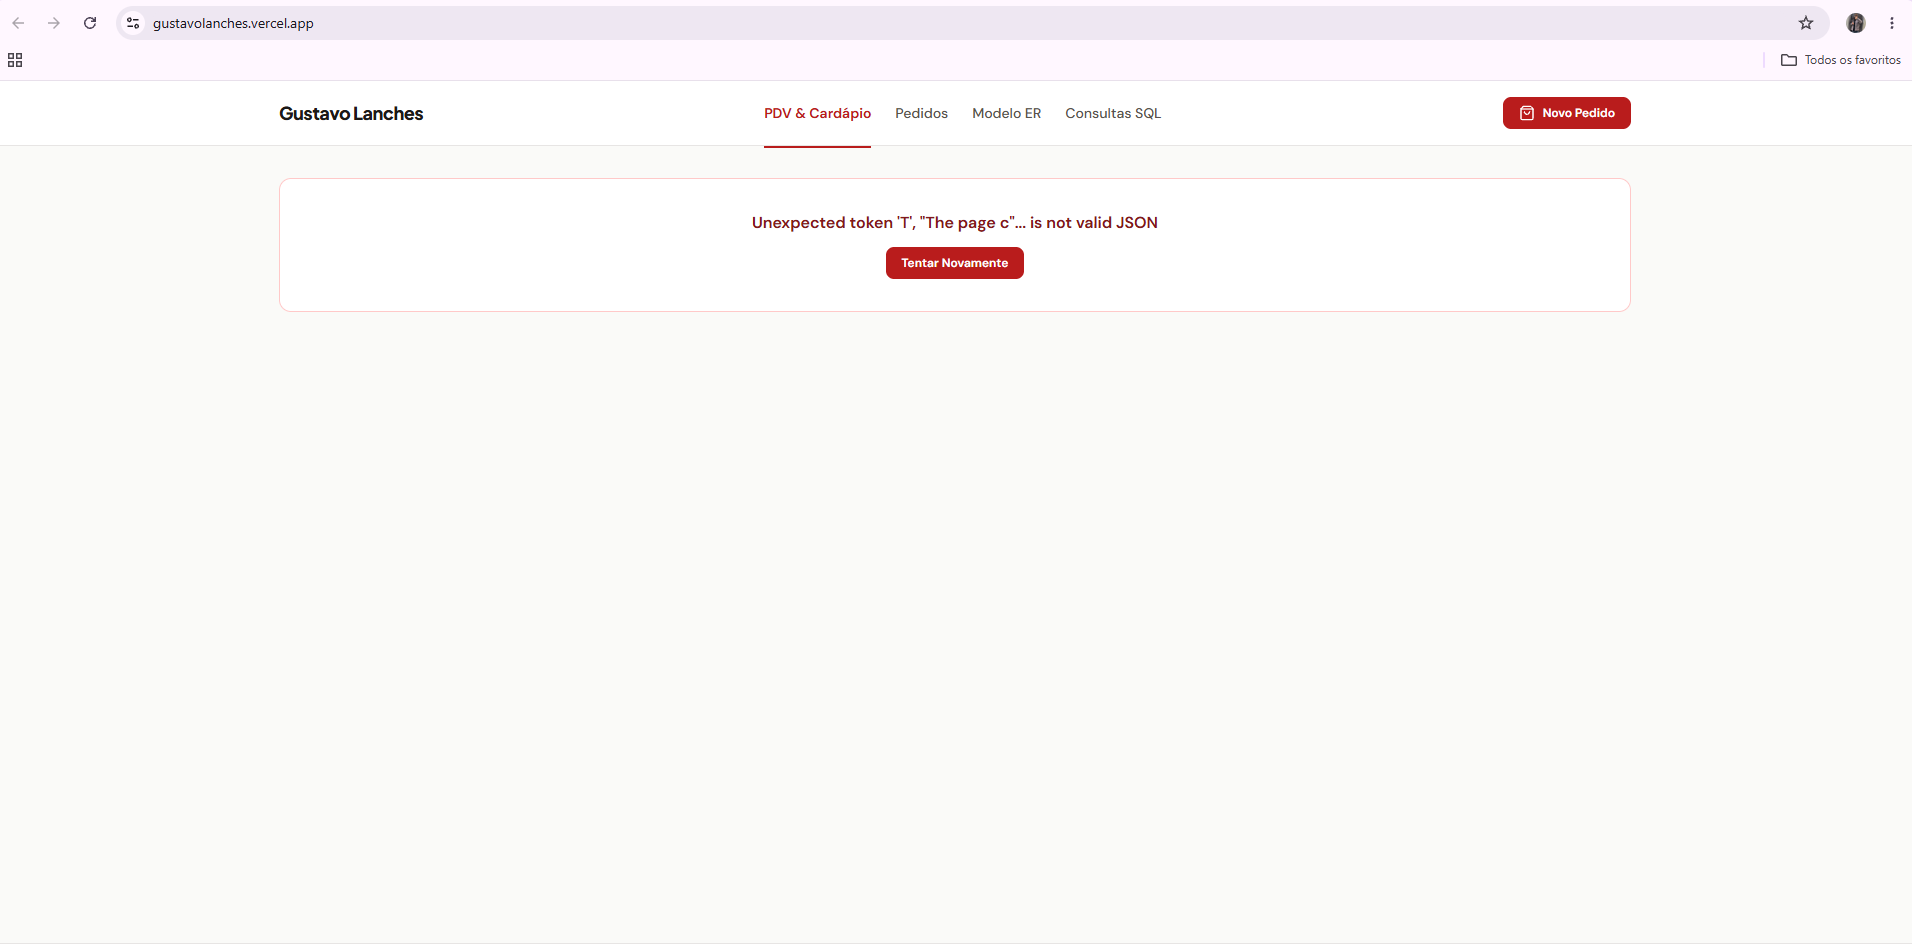 gustavolanches.vercel.app
Todos os favoritos
Gustavo Lanches
PDV & Cardápio
Pedidos
Modelo ER
Consultas SQL
Novo Pedido
Unexpected token 'T', "The page c"... is not valid JSON
Tentar Novamente